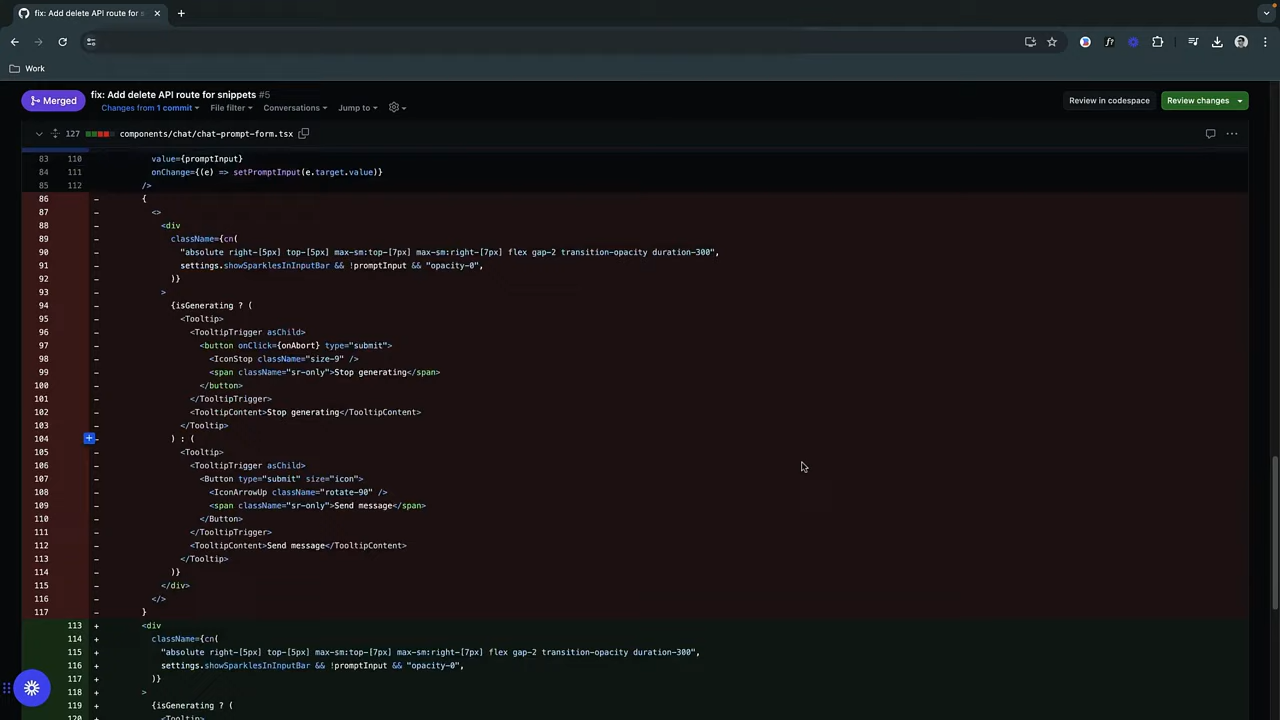 fix: Add delete API route for s
Work
Merged
fix: Add delete API route for snippets #5
Changes from 1 commit
File filter
Conversations
Jump to
Review in codespace
Review changes
127 components/chat/chat-prompt-form.tsx
83 110 value={promptInput}
84 111 onChange={(e) => setPromptInput(e.target.value)}
85 112 />
86 - {
87 - <>
88 - <div
89 - className={cn(
90 - "absolute right-[5px] top-[5px] max-sm:top-[7px] max-sm:right-[7px] flex gap-2 transition-opacity duration-300",
91 - settings.showSparklesInInputBar && !promptInput && "opacity-0",
92 - )}
93 - >
94 - {isGenerating ? (
95 - <Tooltip>
96 - <TooltipTrigger asChild>
97 - <button onClick={onAbort} type="submit">
98 - <IconStop className="size-9" />
99 - <span className="sr-only">Stop generating</span>
100 - </button>
101 - </TooltipTrigger>
102 - <TooltipContent>Stop generating</TooltipContent>
103 - </Tooltip>
104 - ) : (
105 - <Tooltip>
106 - <TooltipTrigger asChild>
107 - <Button type="submit" size="icon">
108 - <IconArrowUp className="rotate-90" />
109 - <span className="sr-only">Send message</span>
110 - </Button>
111 - </TooltipTrigger>
112 - <TooltipContent>Send message</TooltipContent>
113 - </Tooltip>
114 - )}
115 - </div>
116 - </>
117 - }
113 + <div
114 + className={cn(
115 + "absolute right-[5px] top-[5px] max-sm:top-[7px] max-sm:right-[7px] flex gap-2 transition-opacity duration-300",
116 + settings.showSparklesInInputBar && !promptInput && "opacity-0",
117 + )}
118 + >
119 + {isGenerating ? (
120 + <Tooltip>